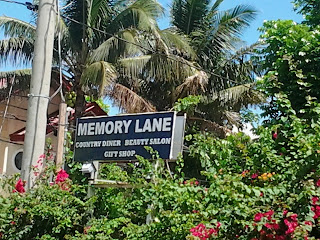 MEMORY LANE
COUNTRY DINER BEAUTY SALON
GIFT SHOP